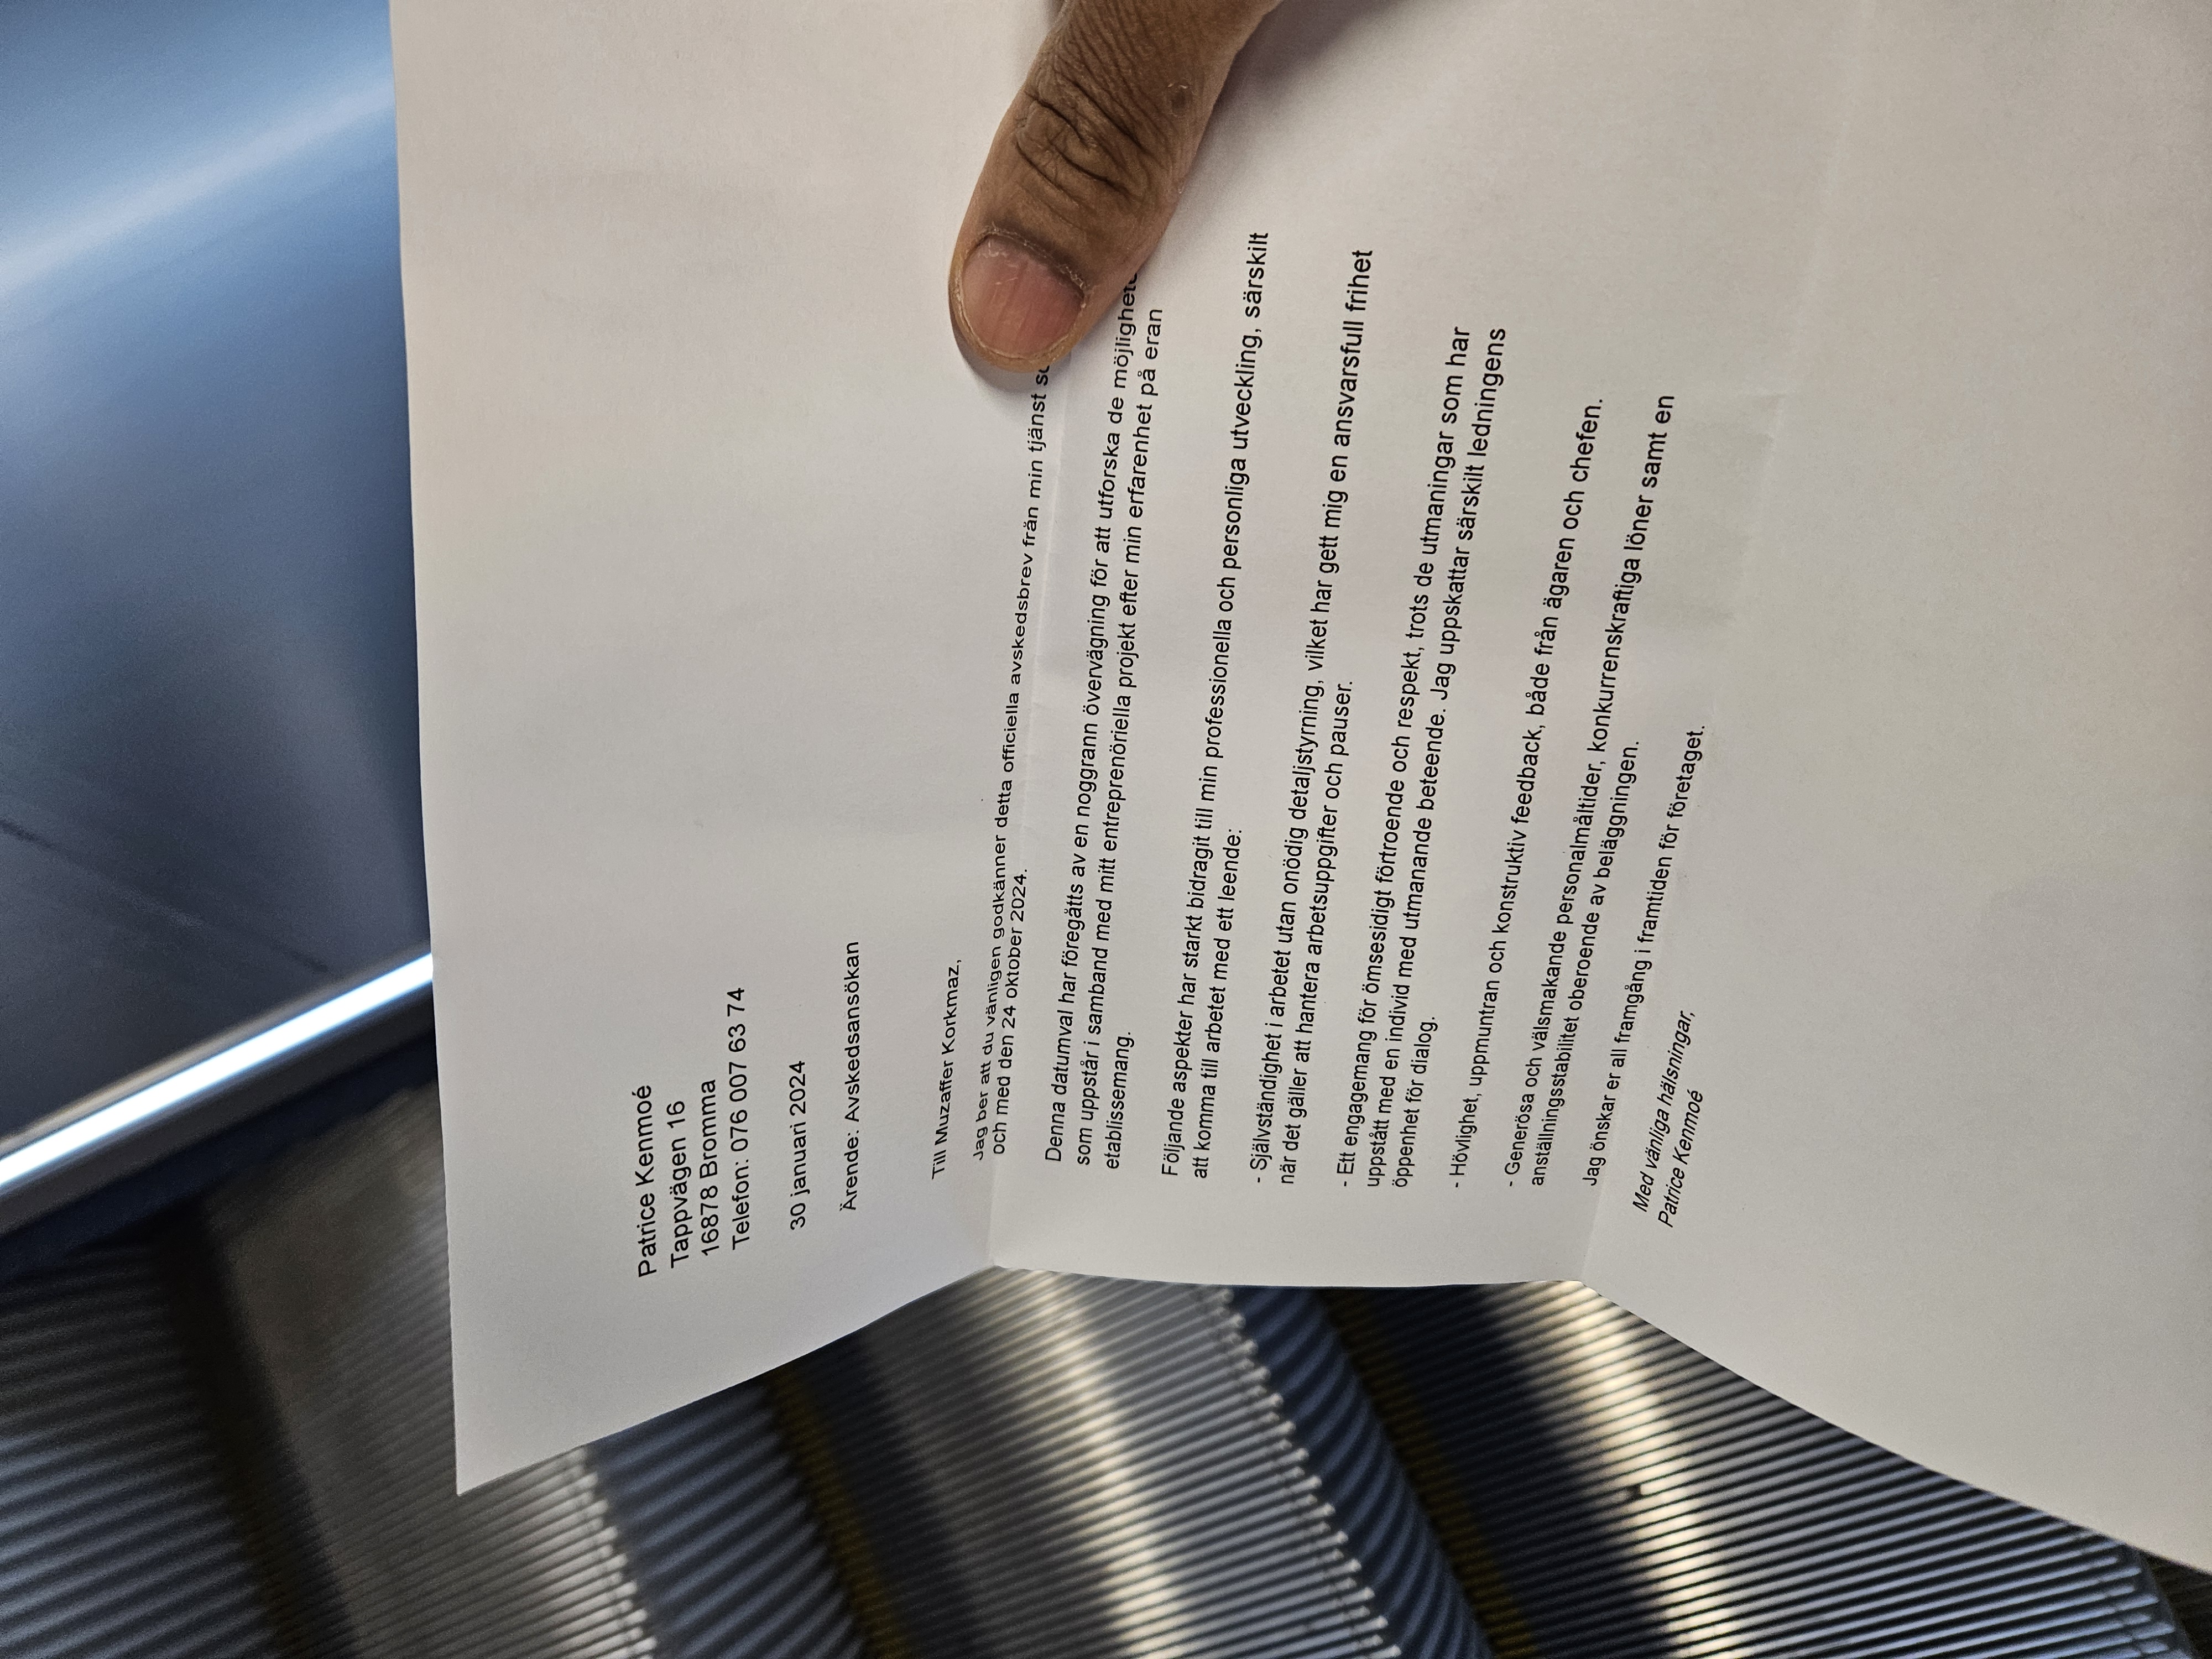 Patrice Kenmoé
Tappvägen 16
16878 Bromma
Telefon: 076 007 63 74
30 januari 2024
Ärende: Avskedsansökan
Till Muzaffer Korkmaz,
Jag ber att du vänligen godkänner detta officiella avskedsbrev från min tjänst
och med den 24 oktober 2024.
Denna datumval har föregåtts av en noggrann övervägning för att utforska de
som uppstår i samband med mitt entreprenöriella projekt efter min erfarenhet på eran
etablissemang.
Följande aspekter har starkt bidragit till min professionella och personliga utveckling, särskilt
att komma till arbetet med ett leende:
- Självständighet i arbetet utan onödig detaljstyrning, vilket har gett mig en ansvarsfull frihet
när det gäller att hantera arbetsuppgifter och pauser.
- Ett engagemang för ömsesidigt förtroende och respekt, trots de utmaningar som har
uppstått med en individ med utmanande beteende. Jag uppskattar särskilt ledningens
öppenhet för dialog.
- Hövlighet, uppmuntran och konstruktiv feedback, både från ägaren och chefen.
- Generösa och välsmakande personalmåltider, konkurrenskraftiga löner samt en
anställningsstabilitet oberoende av beläggningen.
Jag önskar er all framgång i framtiden för företaget.
Med vänliga hälsningar,
Patrice Kenmoé